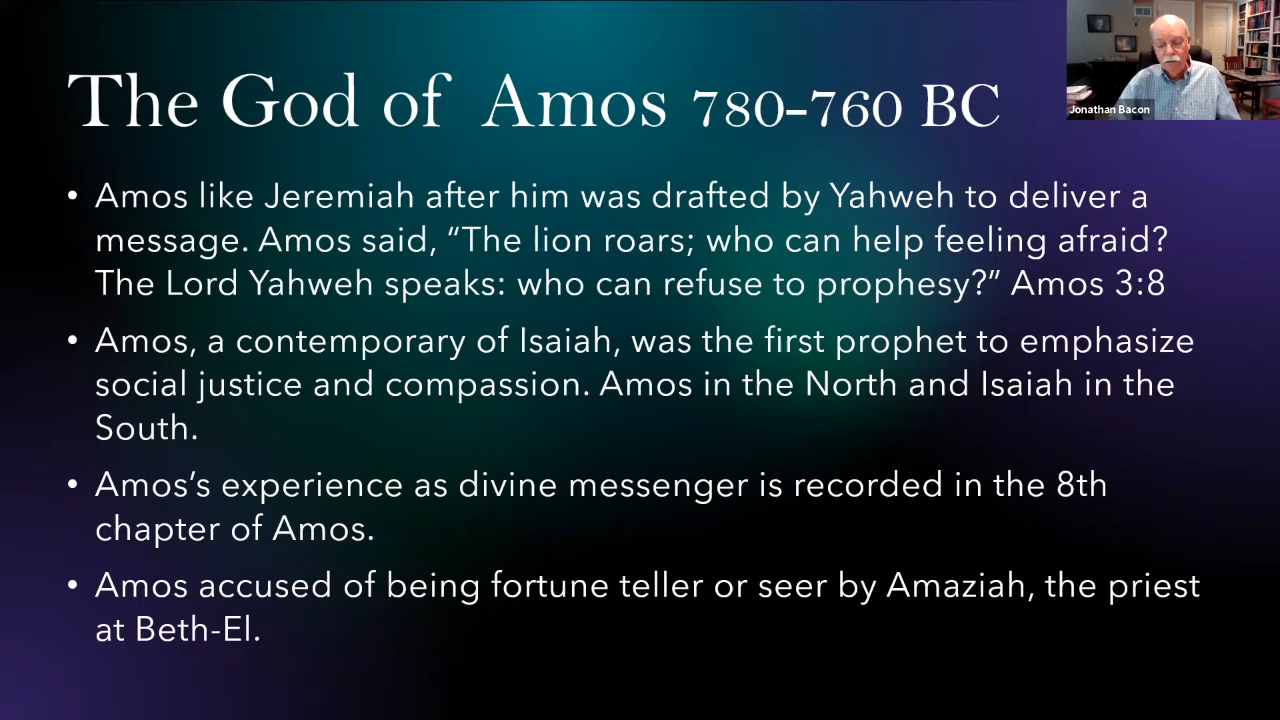 The God of Amos 780-760 BC
Jonathan Bacon
• Amos like Jeremiah after him was drafted by Yahweh to deliver a
message. Amos said, “The lion roars; who can help feeling afraid?
The Lord Yahweh speaks: who can refuse to prophesy?” Amos 3:8
• Amos, a contemporary of Isaiah, was the first prophet to emphasize
social justice and compassion. Amos in the North and Isaiah in the
South.
• Amos’s experience as divine messenger is recorded in the 8th
chapter of Amos.
• Amos accused of being fortune teller or seer by Amaziah, the priest
at Beth-El.